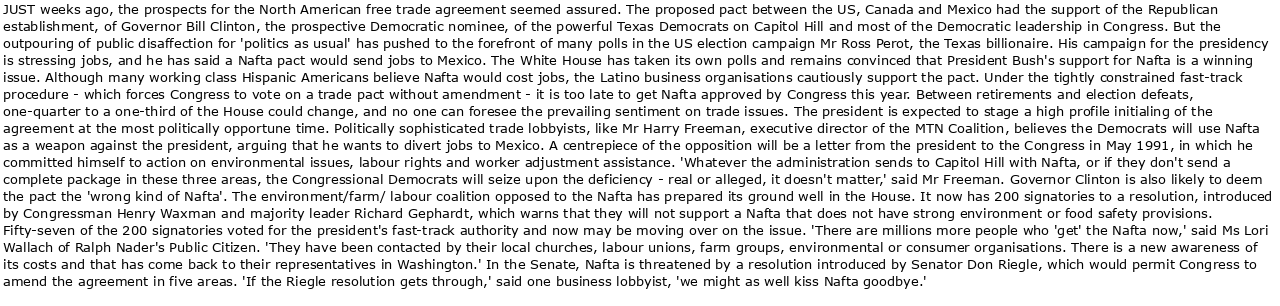 JUST weeks ago, the prospects for the North American free trade agreement seemed assured. The proposed pact between the US, Canada and Mexico had the support of the Republican
establishment, of Governor Bill Clinton, the prospective Democratic nominee, of the powerful Texas Democrats on Capitol Hill and most of the Democratic leadership in Congress. But the
outpouring of public disaffection for 'politics as usual' has pushed to the forefront of many polls in the US election campaign Mr Ross Perot, the Texas billionaire. His campaign for the presidency
is stressing jobs, and he has said a Nafta pact would send jobs to Mexico. The White House has taken its own polls and remains convinced that President Bush's support for Nafta is a winning
issue. Although many working class Hispanic Americans believe Nafta would cost jobs, the Latino business organisations cautiously support the pact. Under the tightly constrained fast-track
procedure - which forces Congress to vote on a trade pact without amendment - it is too late to get Nafta approved by Congress this year. Between retirements and election defeats,
one-quarter to a one-third of the House could change, and no one can foresee the prevailing sentiment on trade issues. The president is expected to stage a high profile initialing of the
agreement at the most politically opportune time. Politically sophisticated trade lobbyists, like Mr Harry Freeman, executive director of the MTN Coalition, believes the Democrats will use Nafta
as a weapon against the president, arguing that he wants to divert jobs to Mexico. A centrepiece of the opposition will be a letter from the president to the Congress in May 1991, in which he
committed himself to action on environmental issues, labour rights and worker adjustment assistance. 'Whatever the administration sends to Capitol Hill with Nafta, or if they don't send a
complete package in these three areas, the Congressional Democrats will seize upon the deficiency - real or alleged, it doesn't matter,' said Mr Freeman. Governor Clinton is also likely to deem
the pact the 'wrong kind of Nafta'. The environment/farm/ labour coalition opposed to the Nafta has prepared its ground well in the House. It now has 200 signatories to a resolution, introduced
by Congressman Henry Waxman and majority leader Richard Gephardt, which warns that they will not support a Nafta that does not have strong environment or food safety provisions.
Fifty-seven of the 200 signatories voted for the president's fast-track authority and now may be moving over on the issue. 'There are millions more people who 'get' the Nafta now,' said Ms Lori
Wallach of Ralph Nader's Public Citizen. 'They have been contacted by their local churches, labour unions, farm groups, environmental or consumer organisations. There is a new awareness of
its costs and that has come back to their representatives in Washington.' In the Senate, Nafta is threatened by a resolution introduced by Senator Don Riegle, which would permit Congress to
amend the agreement in five areas. 'If the Riegle resolution gets through,' said one business lobbyist, 'we might as well kiss Nafta goodbye.'